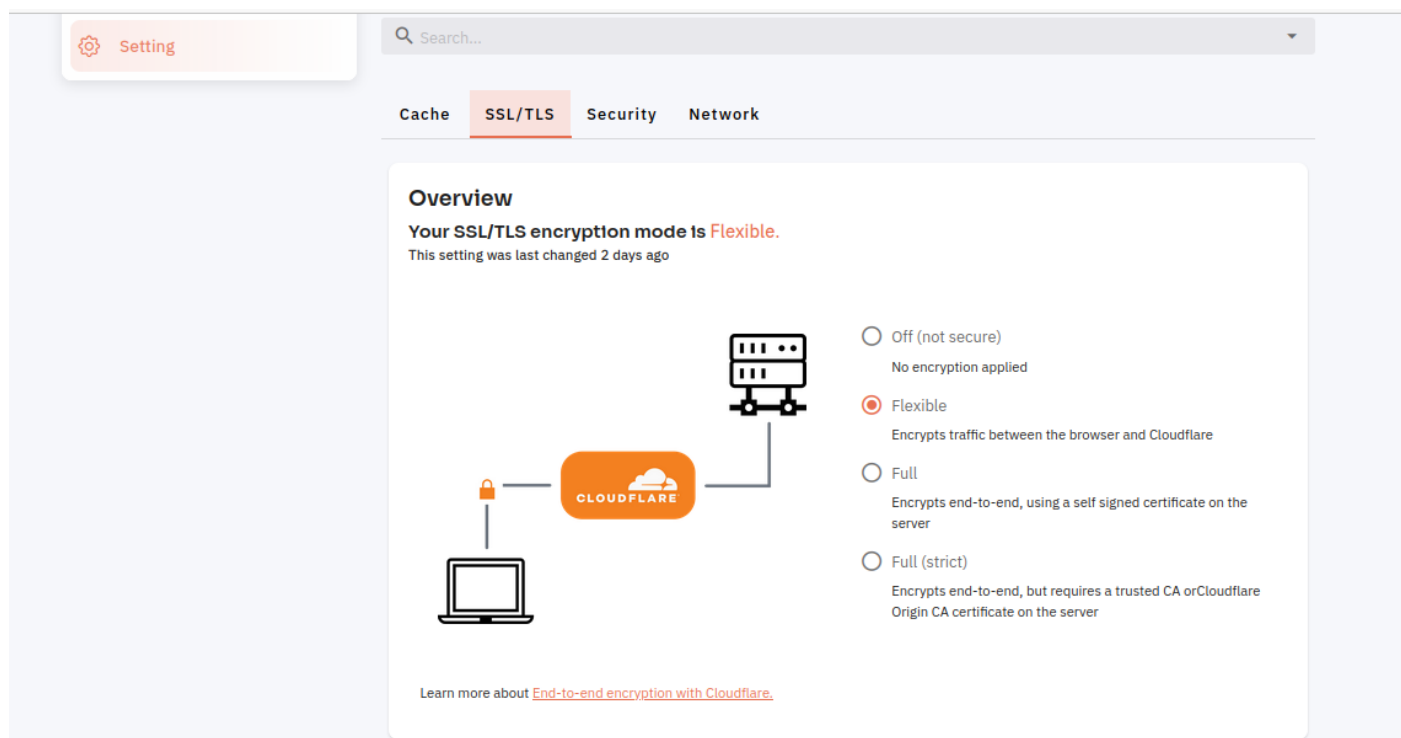 Setting
Search...
Cache SSL/TLS Security Network
Overview
Your SSL/TLS encryption mode is Flexible.
This setting was last changed 2 days ago
Off (not secure)
No encryption applied
Flexible
Encrypts traffic between the browser and Cloudflare
CLOUDFLARE
Full
Encrypts end-to-end, using a self signed certificate on the
server
Full (strict)
Encrypts end-to-end, but requires a trusted CA orCloudflare
Origin CA certificate on the server
Learn more about End-to-end encryption with Cloudflare.